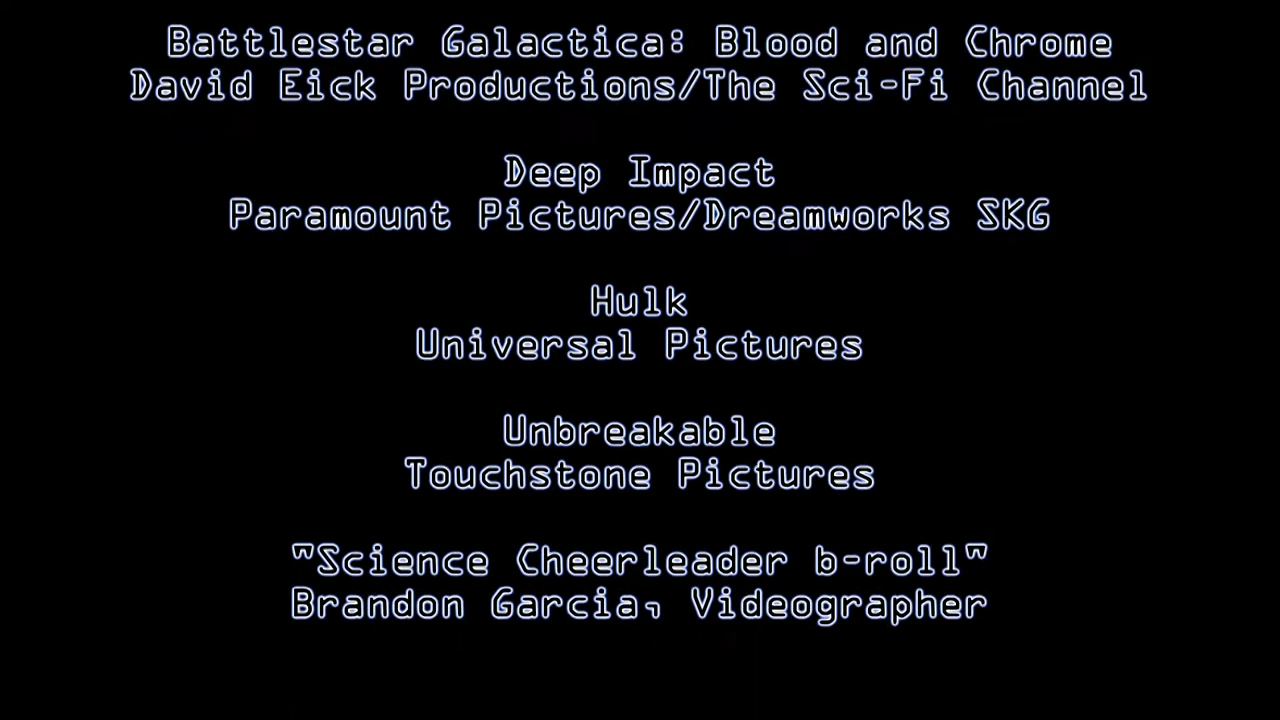 Battlestar Galactica: Blood and Chrome
David Eick Productions/The Sci-Fi Channel
Deep Impact
Paramount Pictures/Dreamworks SKG
Hulk
Universal Pictures
Unbreakable
Touchstone Pictures
"Science Cheerleader b-roll"
Brandon Garcia, Videographer